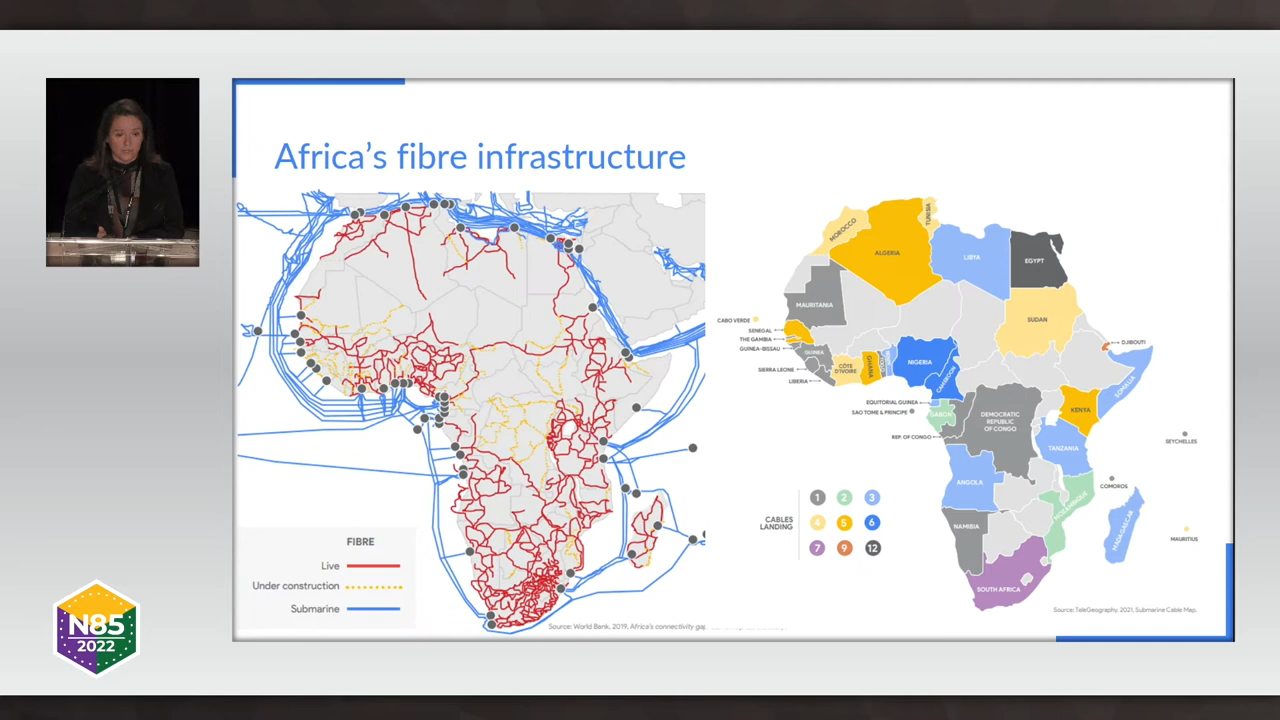 Africa's fibre infrastructure
FIBRE
Live
Under construction
Submarine
Source: World Bank, 2019, Africa's connectivity gap
MOROCCO
TUNISIA
ALGERIA
LIBYA
EGYPT
MAURITANIA
CABO VERDE
SENEGAL
THE GAMBIA
GUINEA-BISSAU
GUINEA
SIERRA LEONE
LIBERIA
CÔTE
D'IVOIRE
GHANA
NIGERIA
CAMEROON
SUDAN
DJIBOUTI
SOMALIA
EQUITORIAL GUINEA
SAO TOME & PRINCIPE
GABON
REP. OF CONGO
DEMOCRATIC
REPUBLIC
OF CONGO
KENYA
TANZANIA
SEYCHELLES
COMOROS
ANGOLA
MOZAMBIQUE
MADAGASCAR
MAURITIUS
NAMIBIA
SOUTH AFRICA
CABLES
LANDING
1 2 3
4 5 6
7 9 12
Source: TeleGeography, 2021, Submarine Cable Map.
N85
2022